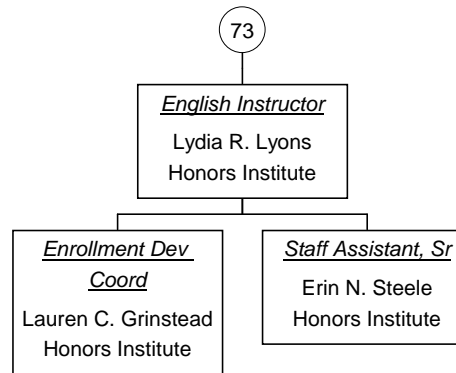 73
English Instructor
Lydia R. Lyons
Honors Institute
Enrollment Dev
Coord
Lauren C. Grinstead
Honors Institute
Staff Assistant, Sr
Erin N. Steele
Honors Institute